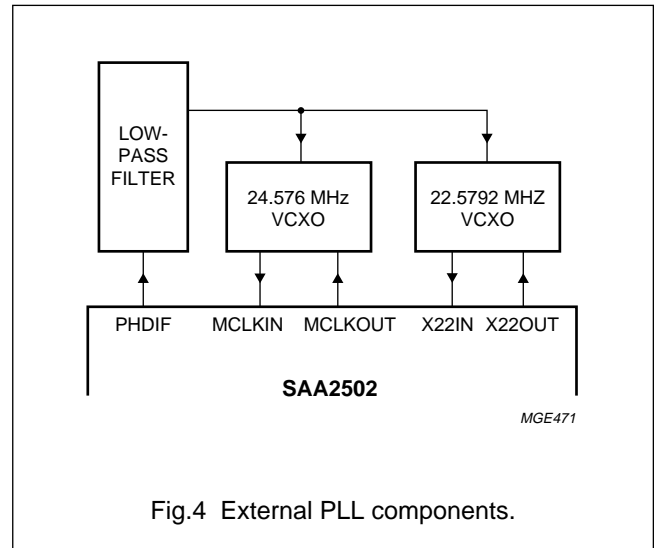 LOW-
PASS
FILTER
24.576 MHz
VCXO
22.5792 MHZ
VCXO
PHDIF MCLKIN MCLKOUT X22IN X22OUT
SAA2502
MGE471
Fig.4 External PLL components.